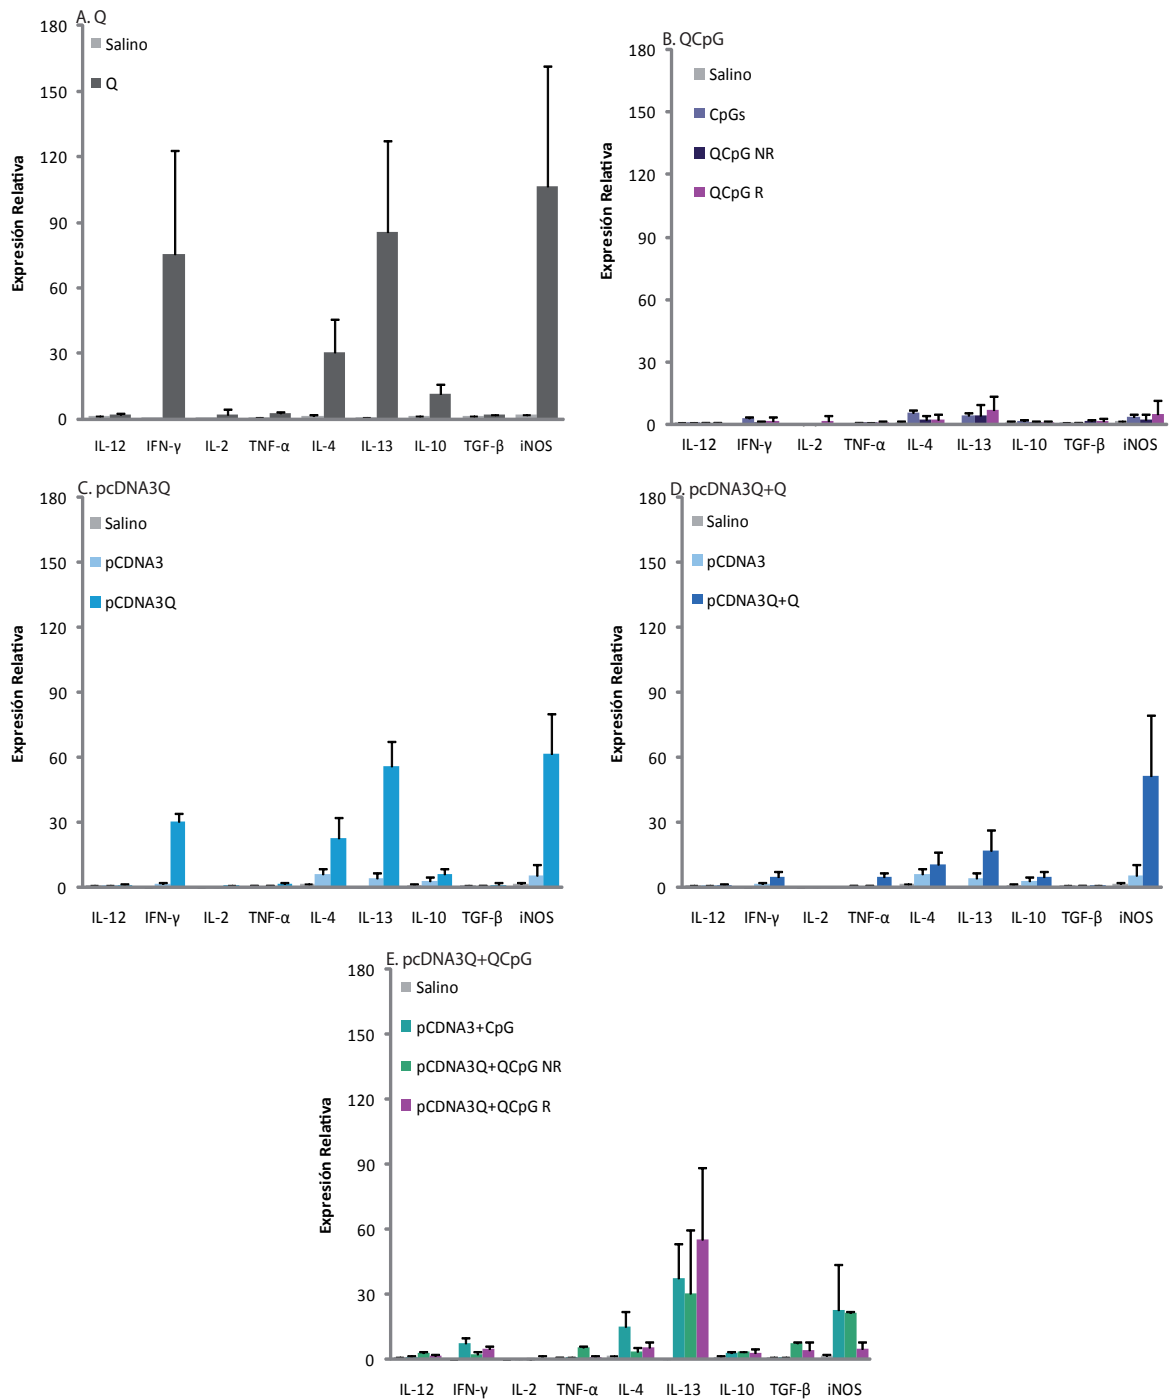 A. Q
180
150
120
90
60
30
0
Expresión Relativa
Salino
Q
IL-12 IFN-γ IL-2 TNF-α IL-4 IL-13 IL-10 TGF-β iNOS
B. QCpG
180
150
120
90
60
30
0
Expresión Relativa
Salino
CpGs
QCpG NR
QCpG R
IL-12 IFN-γ IL-2 TNF-α IL-4 IL-13 IL-10 TGF-β iNOS
C. pcDNA3Q
180
150
120
90
60
30
0
Expresión Relativa
Salino
pCDNA3
pCDNA3Q
IL-12 IFN-γ IL-2 TNF-α IL-4 IL-13 IL-10 TGF-β iNOS
D. pcDNA3Q+Q
180
150
120
90
60
30
0
Expresión Relativa
Salino
pCDNA3
pCDNA3Q+Q
IL-12 IFN-γ IL-2 TNF-α IL-4 IL-13 IL-10 TGF-β iNOS
E. pcDNA3Q+QCpG
180
150
120
90
60
30
0
Expresión Relativa
Salino
pCDNA3+CpG
pCDNA3Q+QCpG NR
pCDNA3Q+QCpG R
IL-12 IFN-γ IL-2 TNF-α IL-4 IL-13 IL-10 TGF-β iNOS